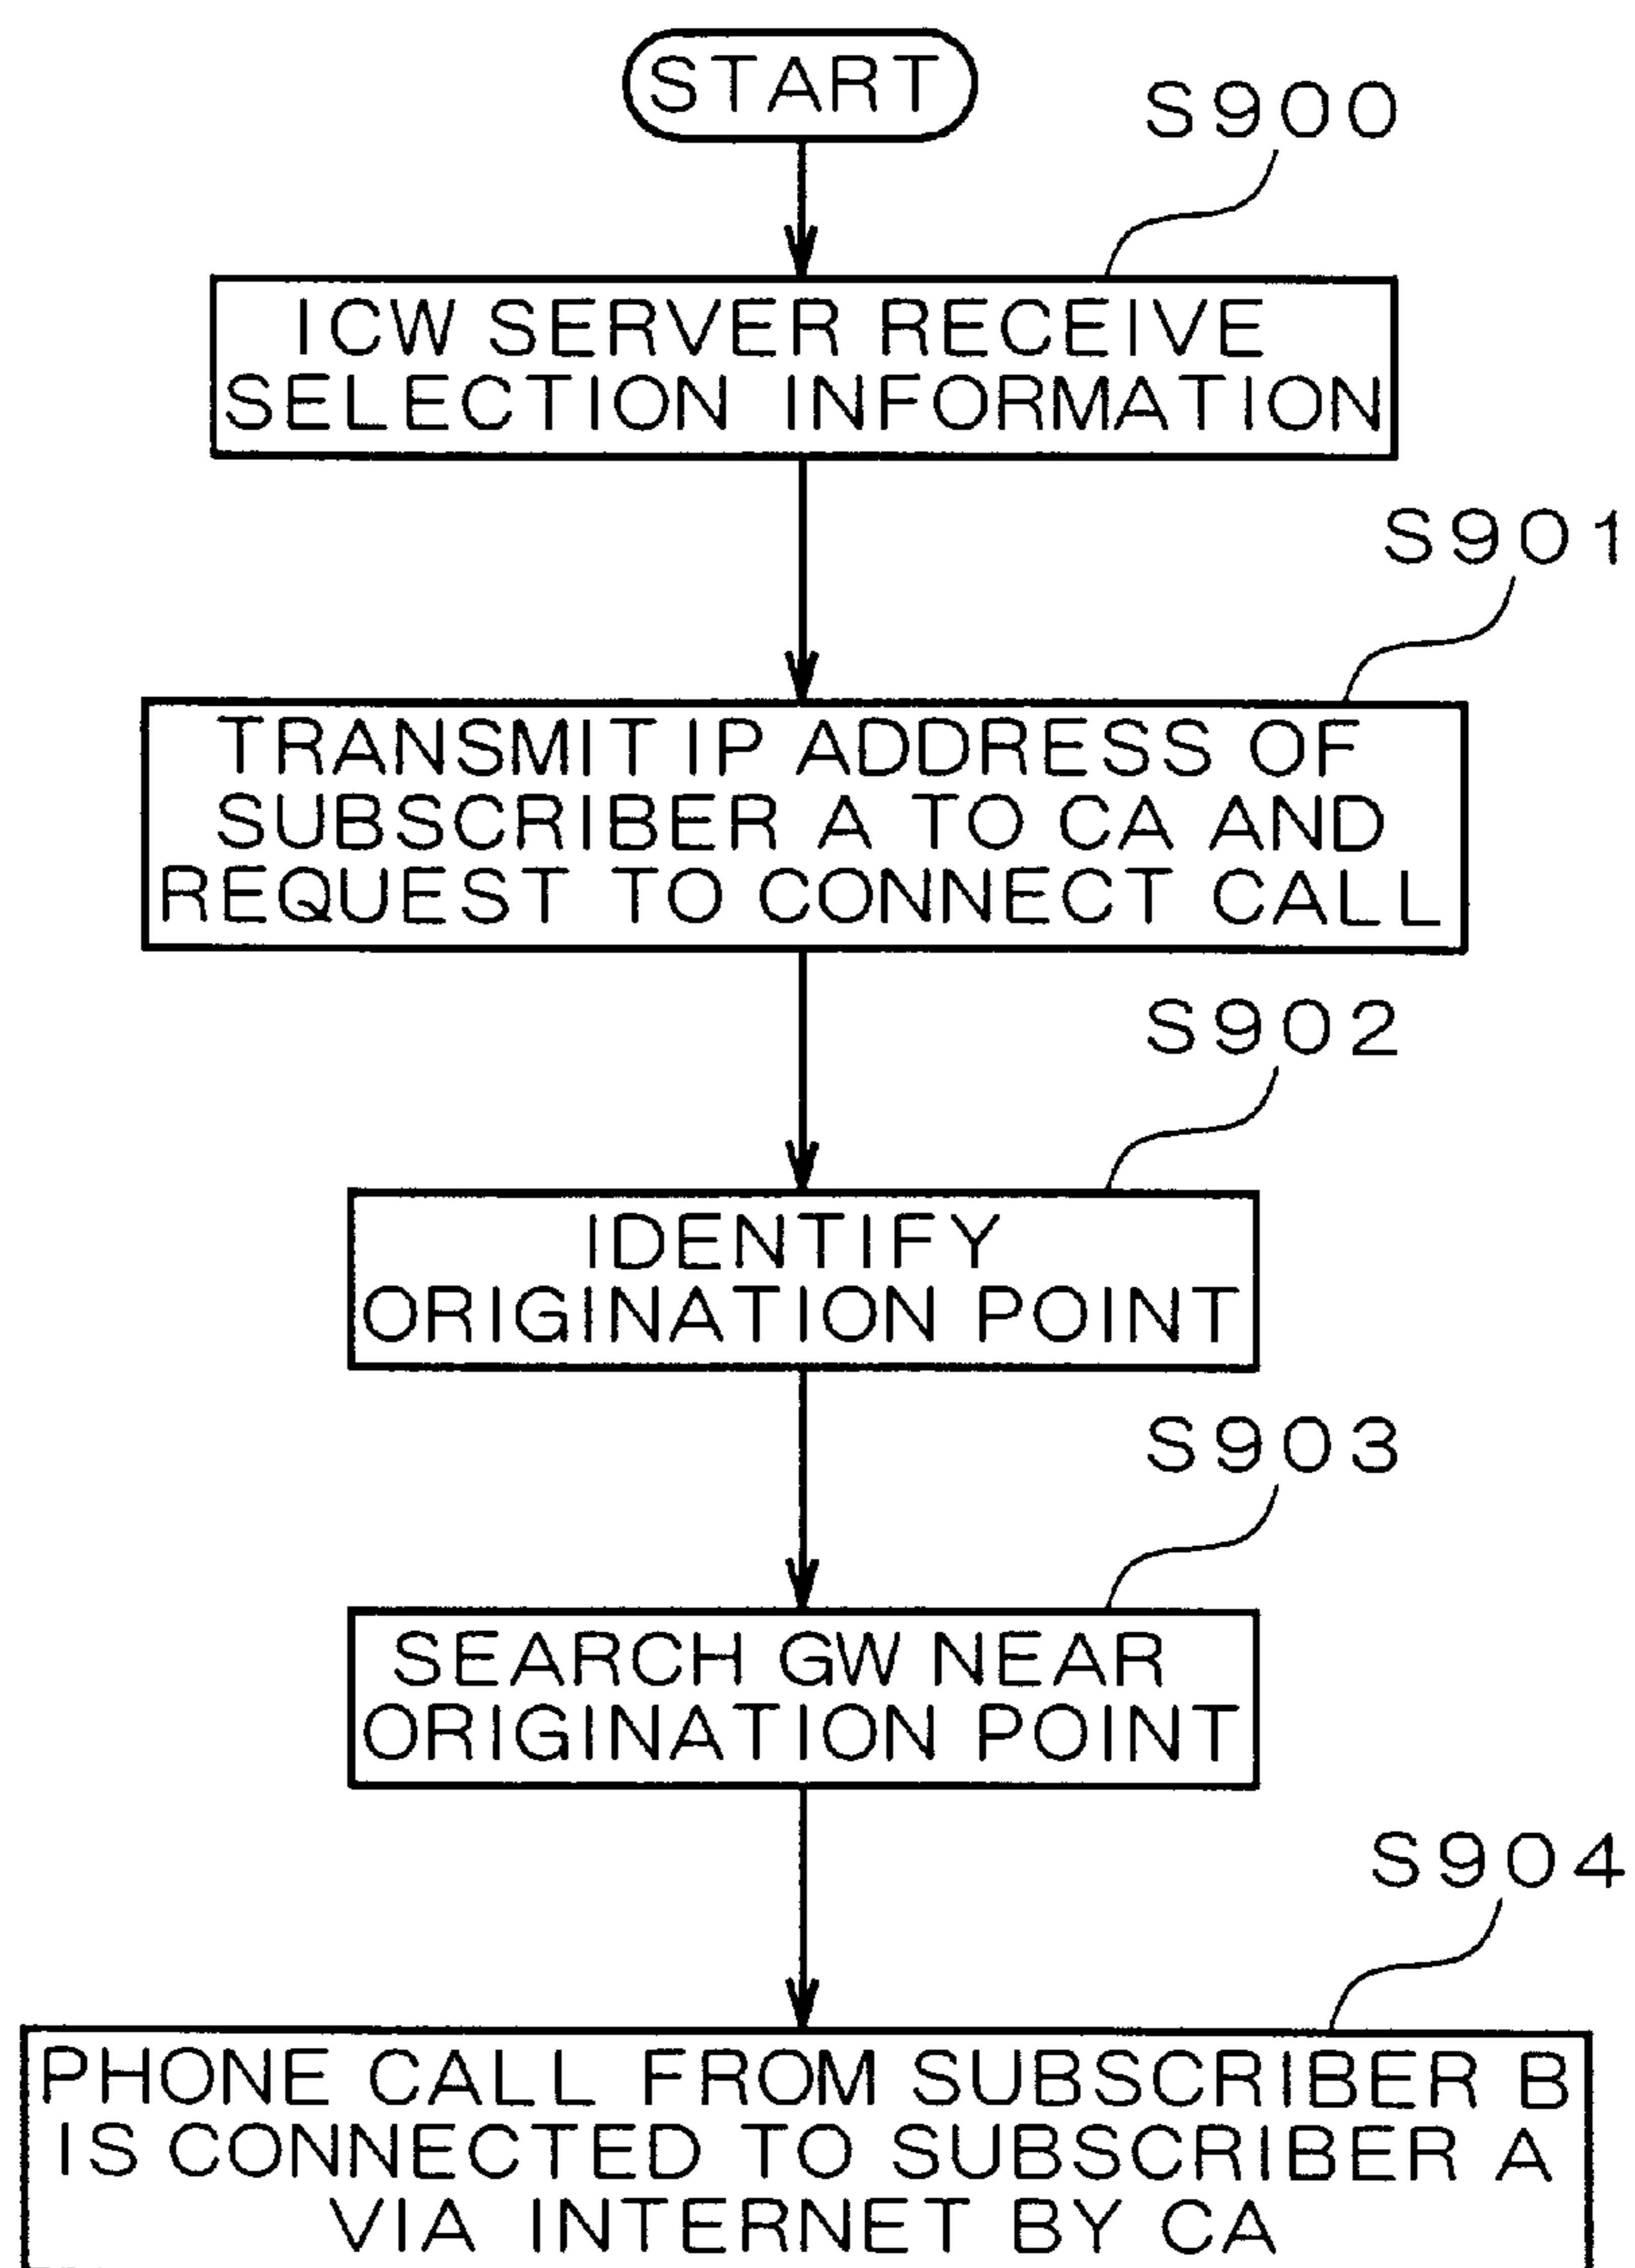 START
S900
ICW SERVER RECEIVE
SELECTION INFORMATION
S901
TRANSMIT IP ADDRESS OF
SUBSCRIBER A TO CA AND
REQUEST TO CONNECT CALL
S902
IDENTIFY
ORIGINATION POINT
S903
SEARCH GW NEAR
ORIGINATION POINT
S904
PHONE CALL FROM SUBSCRIBER B
IS CONNECTED TO SUBSCRIBER A
VIA INTERNET BY CA